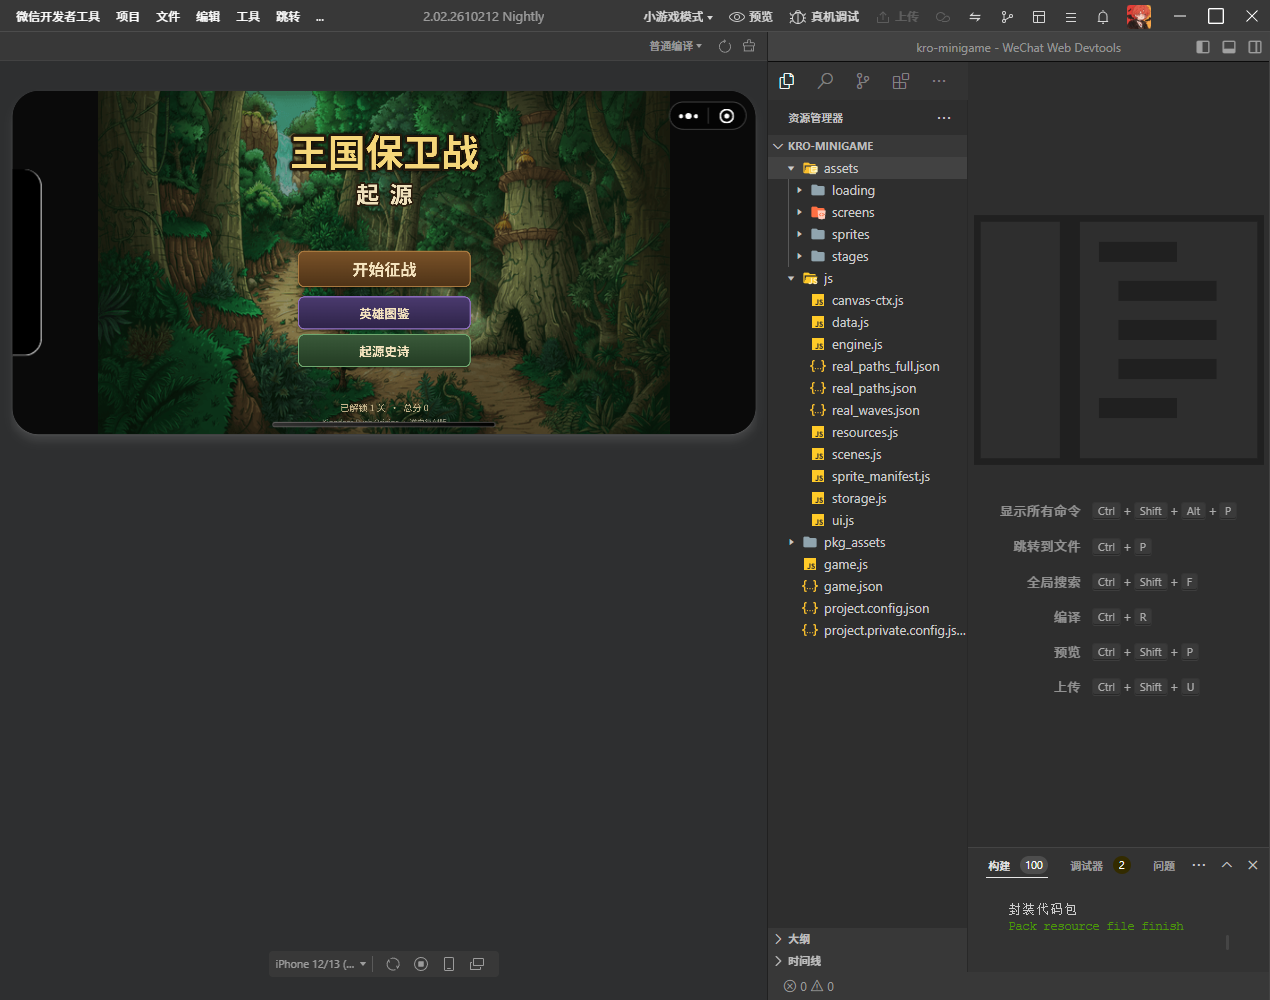 微信开发者工具 项目 文件 编辑 工具 跳转 ... 2.02.2610212 Nightly 小游戏模式 预览 真机调试 上传
普通编译
kro-minigame - WeChat Web Devtools
资源管理器
KRO-MINIGAME
assets
loading
screens
sprites
stages
js
canvas-ctx.js
data.js
engine.js
real_paths_full.json
real_paths.json
real_waves.json
resources.js
scenes.js
sprite_manifest.js
storage.js
ui.js
pkg_assets
game.js
game.json
project.config.json
project.private.config.js...
大纲
时间线
0 0
王国保卫战
起 源
开始征战
英雄图鉴
起源史诗
已解锁 1 关 · 总分 0
iPhone 12/13 (...
显示所有命令 Ctrl + Shift + Alt + P
跳转到文件 Ctrl + P
全局搜索 Ctrl + Shift + F
编译 Ctrl + R
预览 Ctrl + Shift + P
上传 Ctrl + Shift + U
构建 100 调试器 2 问题
封装代码包
Pack resource file finish